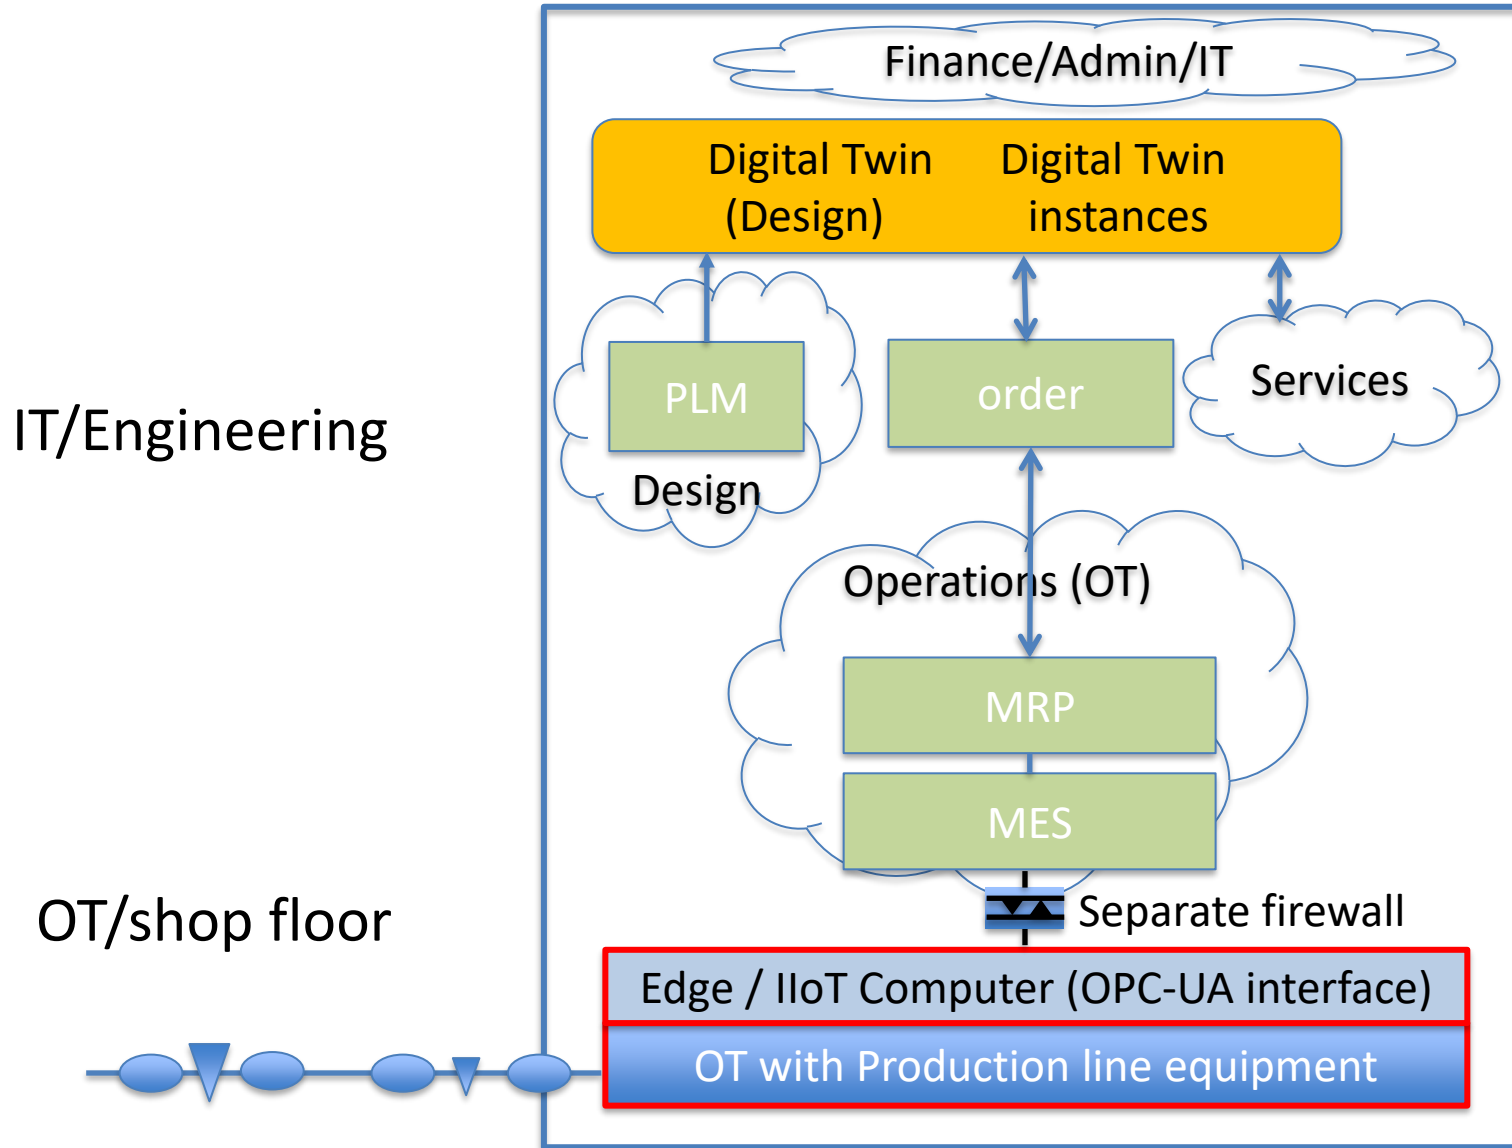 Finance/Admin/IT
Digital Twin
(Design)
Digital Twin
instances
PLM
order
Services
IT/Engineering
Design
Operations (OT)
MRP
MES
OT/shop floor
Separate firewall
Edge / IIoT Computer (OPC-UA interface)
OT with Production line equipment